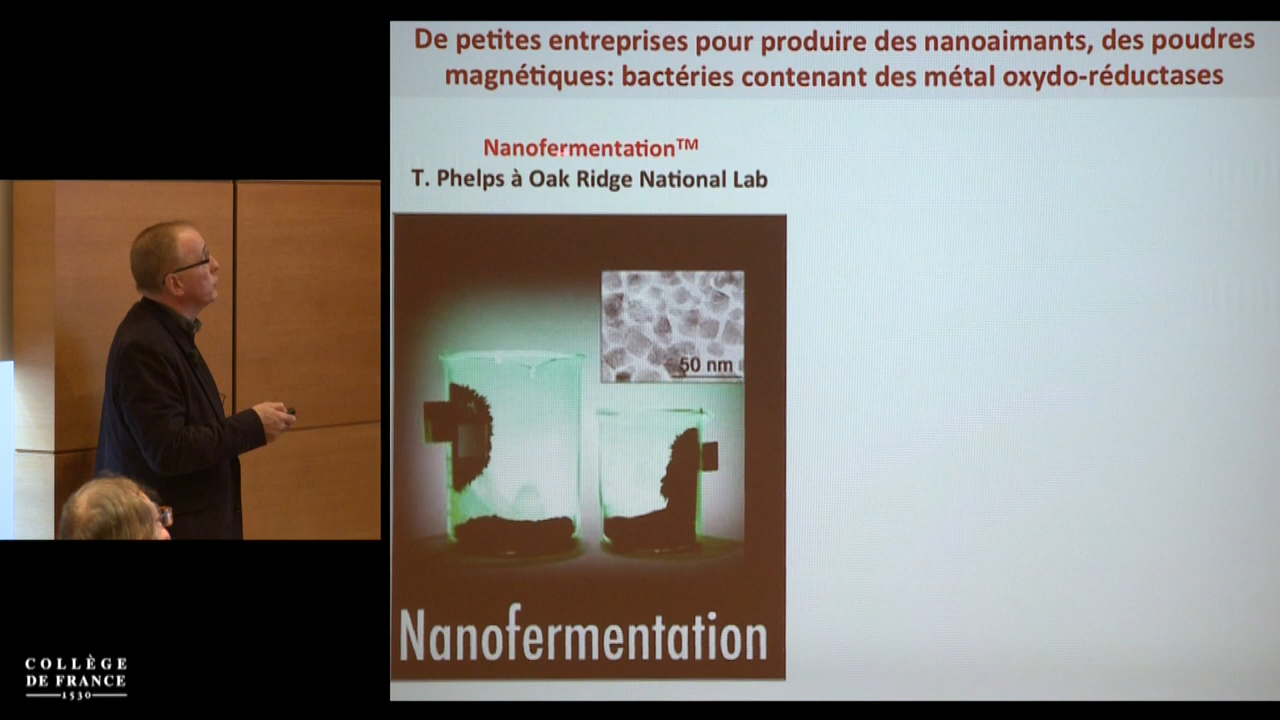 De petites entreprises pour produire des nanoaimants, des poudres
magnétiques: bactéries contenant des métal oxydo-réductases
Nanofermentation™
T. Phelps à Oak Ridge National Lab
50 nm
Nanofermentation
COLLÈGE
DE FRANCE
1530